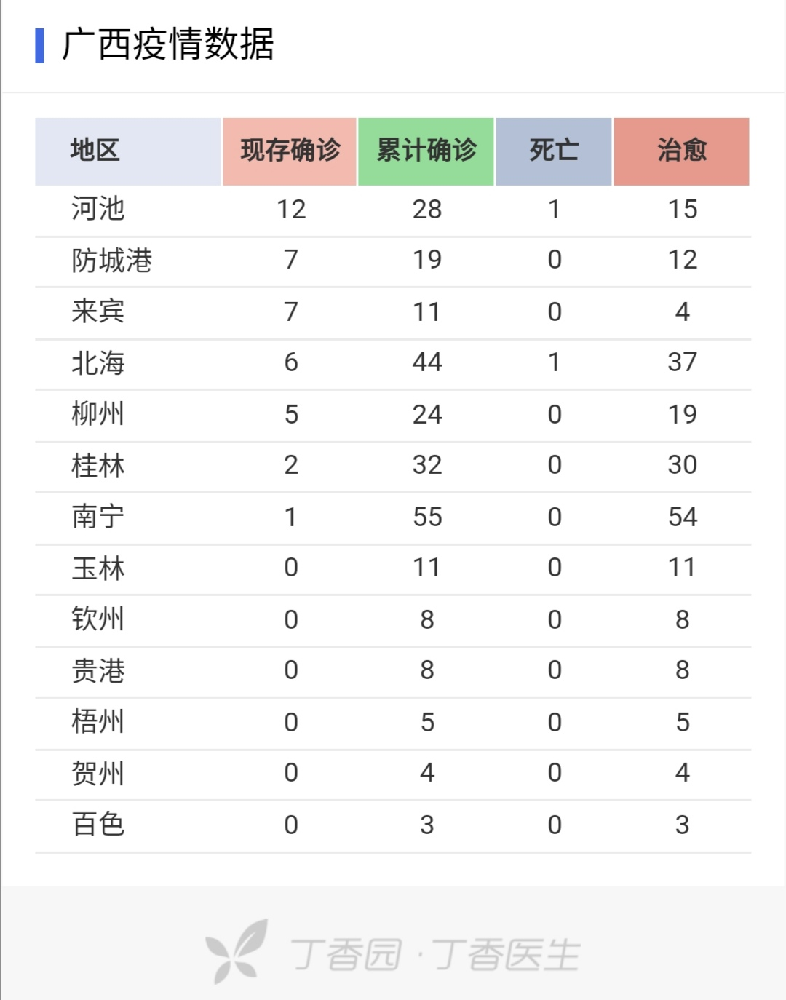 广西疫情数据
地区 现存确诊 累计确诊 死亡 治愈
河池 12 28 1 15
防城港 7 19 0 12
来宾 7 11 0 4
北海 6 44 1 37
柳州 5 24 0 19
桂林 2 32 0 30
南宁 1 55 0 54
玉林 0 11 0 11
钦州 0 8 0 8
贵港 0 8 0 8
梧州 0 5 0 5
贺州 0 4 0 4
百色 0 3 0 3
丁香园·丁香医生